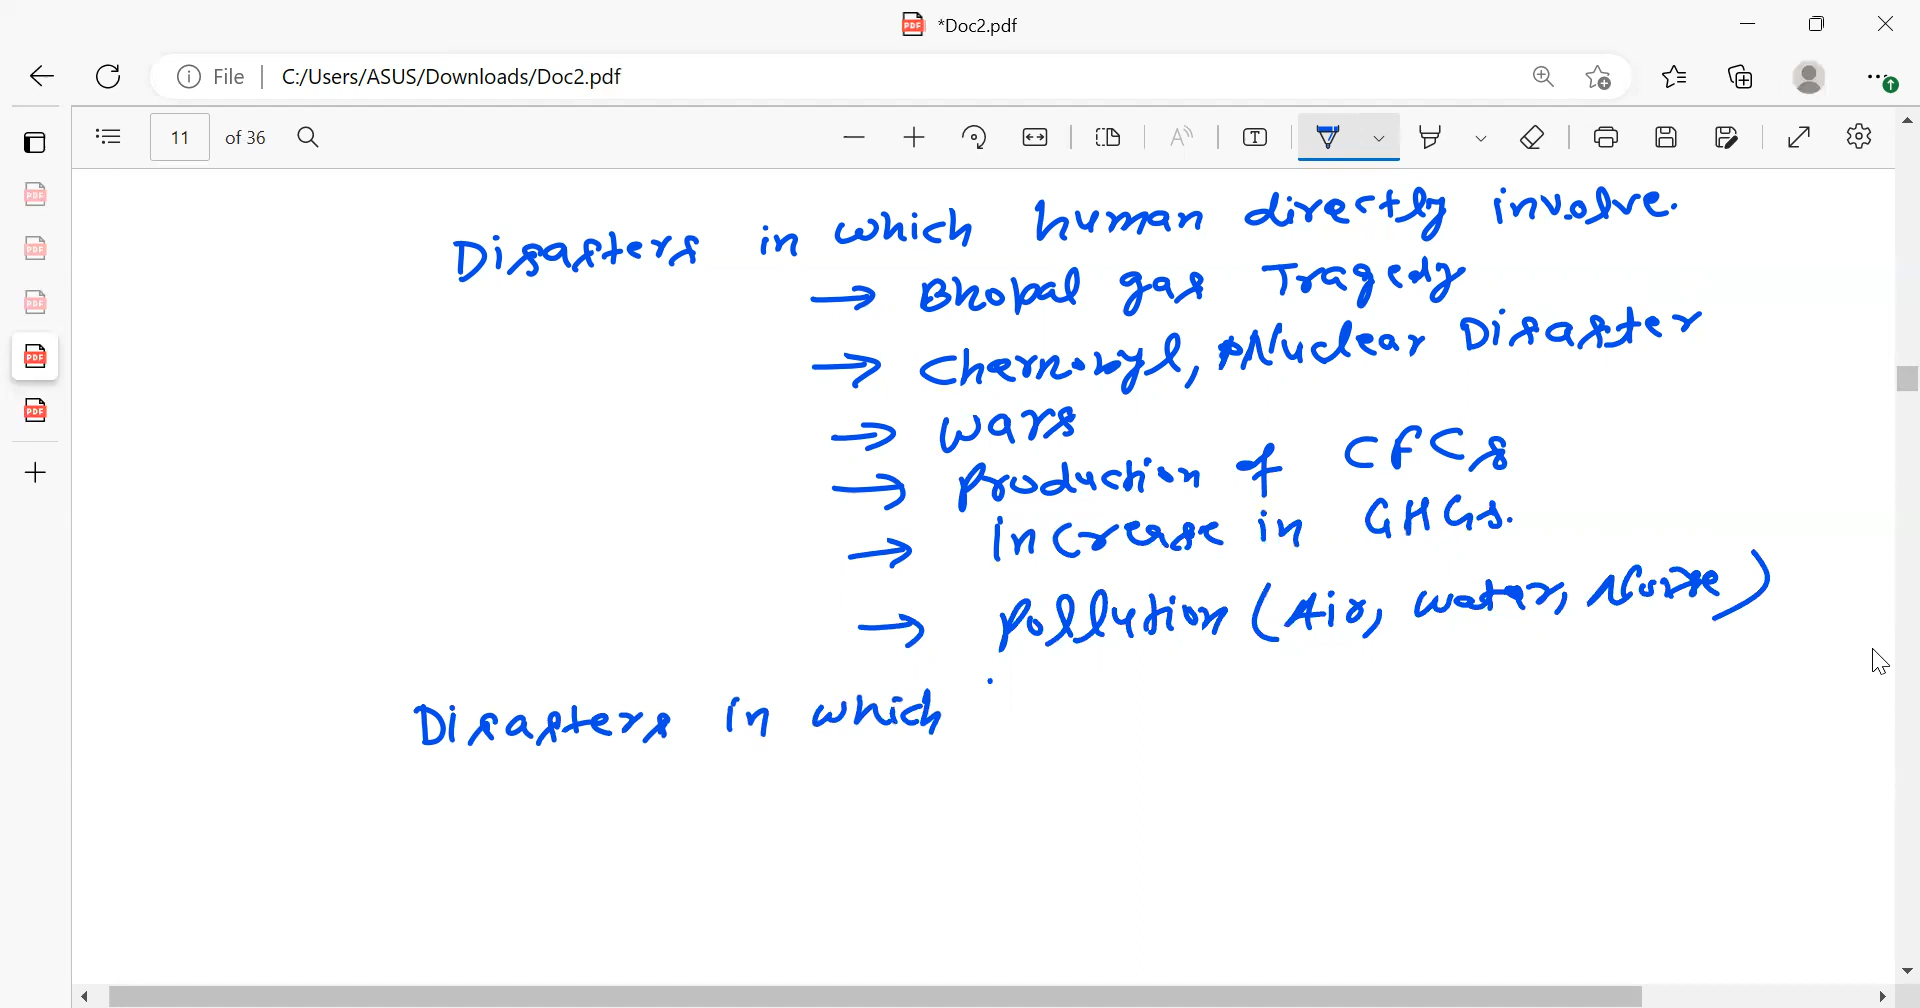 *Doc2.pdf
File | C:/Users/ASUS/Downloads/Doc2.pdf
11 of 36
Disasters in which human directly involve.
→ Bhopal gas Tragedy
→ Chernobyl, Nuclear Disaster
→ wars
→ production of CFCs
→ increase in GHGs.
→ pollution (Air, water, Noise)
Disasters in which